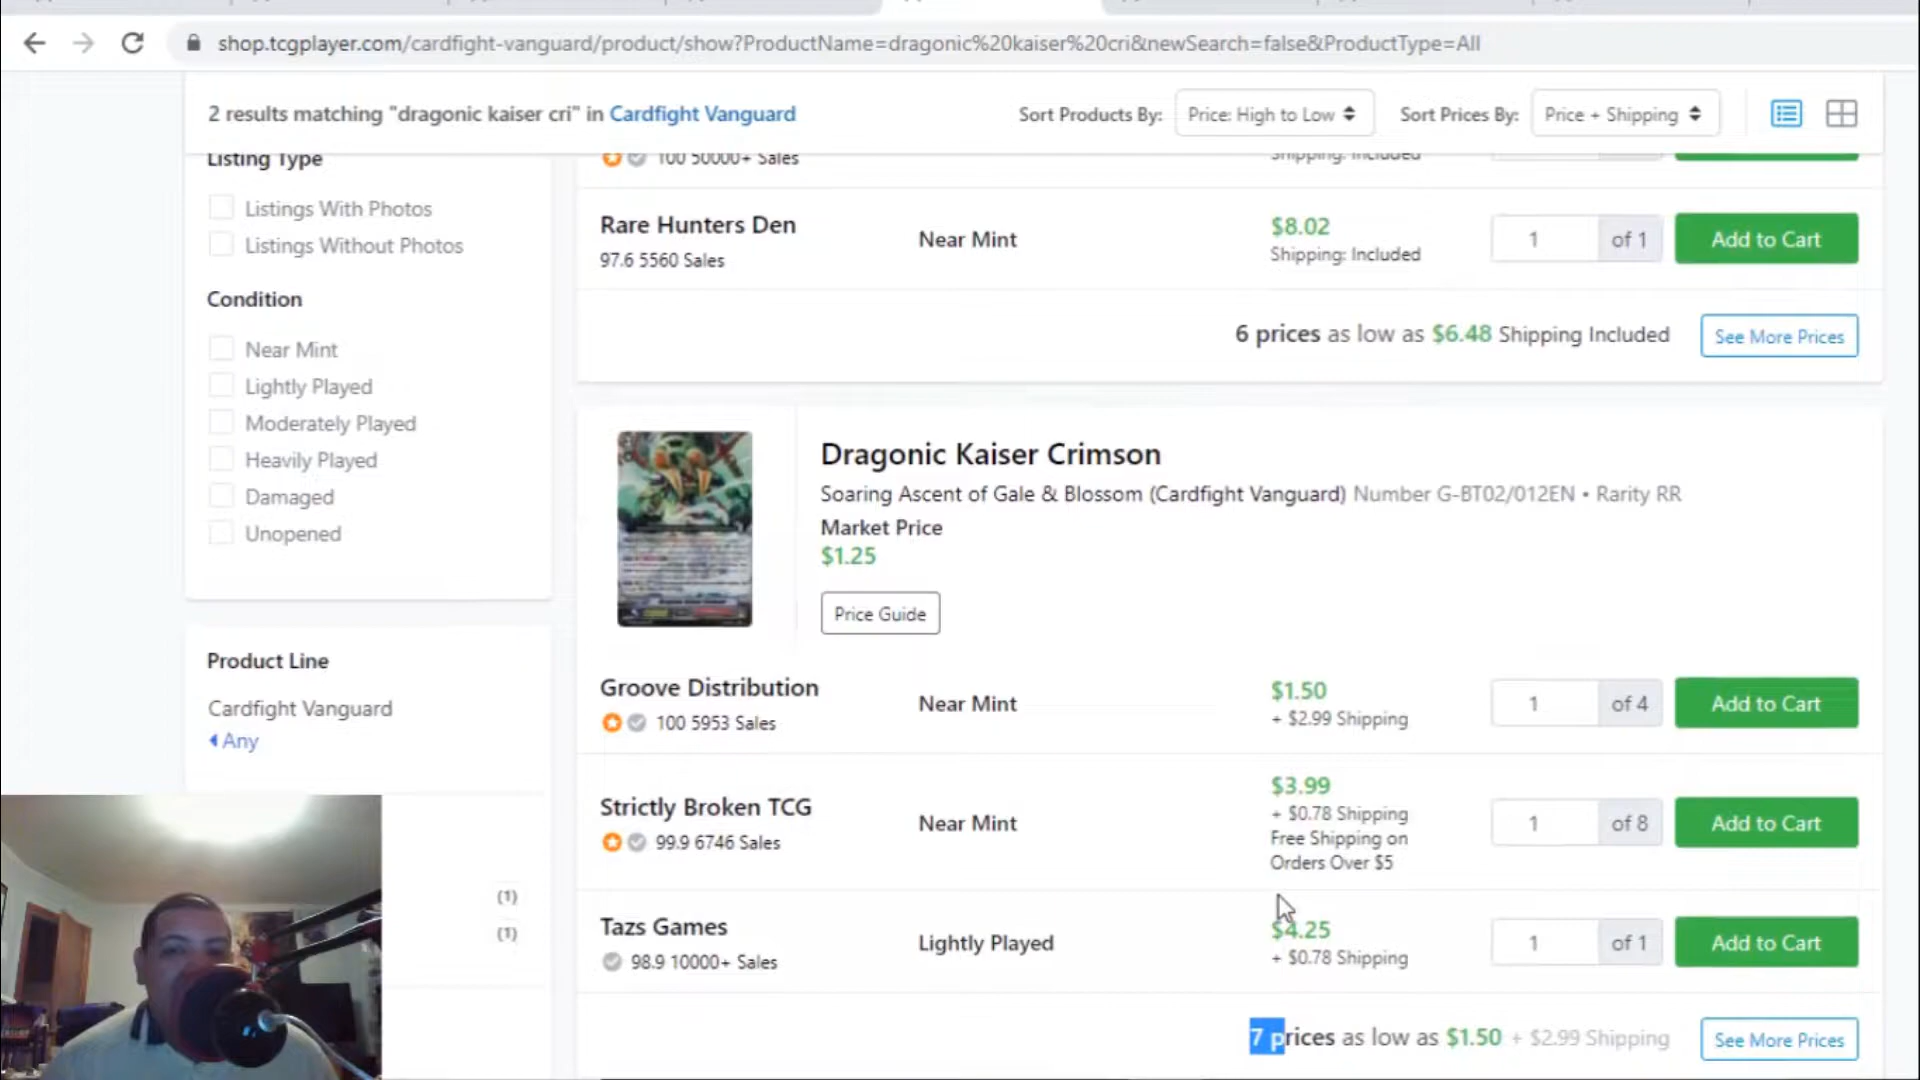 shop.tcgplayer.com/cardfight-vanguard/product/show?ProductName=dragonic%20kaiser%20cri&newSearch=false&ProductType=All
2 results matching "dragonic kaiser cri" in Cardfight Vanguard
Sort Products By: Price: High to Low
Sort Prices By: Price + Shipping
Listing Type
Listings With Photos
Listings Without Photos
Condition
Near Mint
Lightly Played
Moderately Played
Heavily Played
Damaged
Unopened
Product Line
Cardfight Vanguard
Any
(1)
(1)
100 50000+ Sales
Shipping: Included
Rare Hunters Den
97.6 5560 Sales
Near Mint
$8.02
Shipping: Included
1 of 1
Add to Cart
6 prices as low as $6.48 Shipping Included
See More Prices
Dragonic Kaiser Crimson
Soaring Ascent of Gale & Blossom (Cardfight Vanguard) Number G-BT02/012EN • Rarity RR
Market Price
$1.25
Price Guide
Groove Distribution
100 5953 Sales
Near Mint
$1.50
+ $2.99 Shipping
1 of 4
Add to Cart
Strictly Broken TCG
99.9 6746 Sales
Near Mint
$3.99
+ $0.78 Shipping
Free Shipping on
Orders Over $5
1 of 8
Add to Cart
Tazs Games
98.9 10000+ Sales
Lightly Played
$4.25
+ $0.78 Shipping
1 of 1
Add to Cart
7 prices as low as $1.50 + $2.99 Shipping
See More Prices